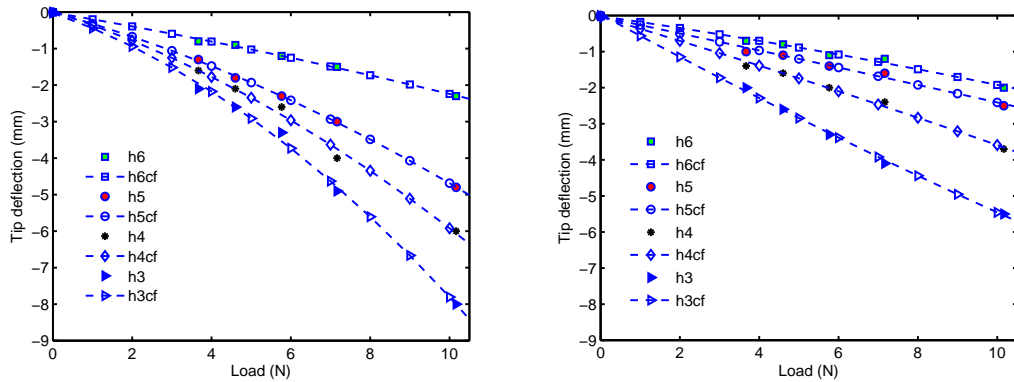 0
−1
−2
−3
−4
−5
−6
−7
−8
−9
Tip deflection (mm)
h6
h6cf
h5
h5cf
h4
h4cf
h3
h3cf
0 2 4 6 8 10
Load (N)
0
−1
−2
−3
−4
−5
−6
−7
−8
−9
Tip deflection (mm)
h6
h6cf
h5
h5cf
h4
h4cf
h3
h3cf
0 2 4 6 8 10
Load (N)